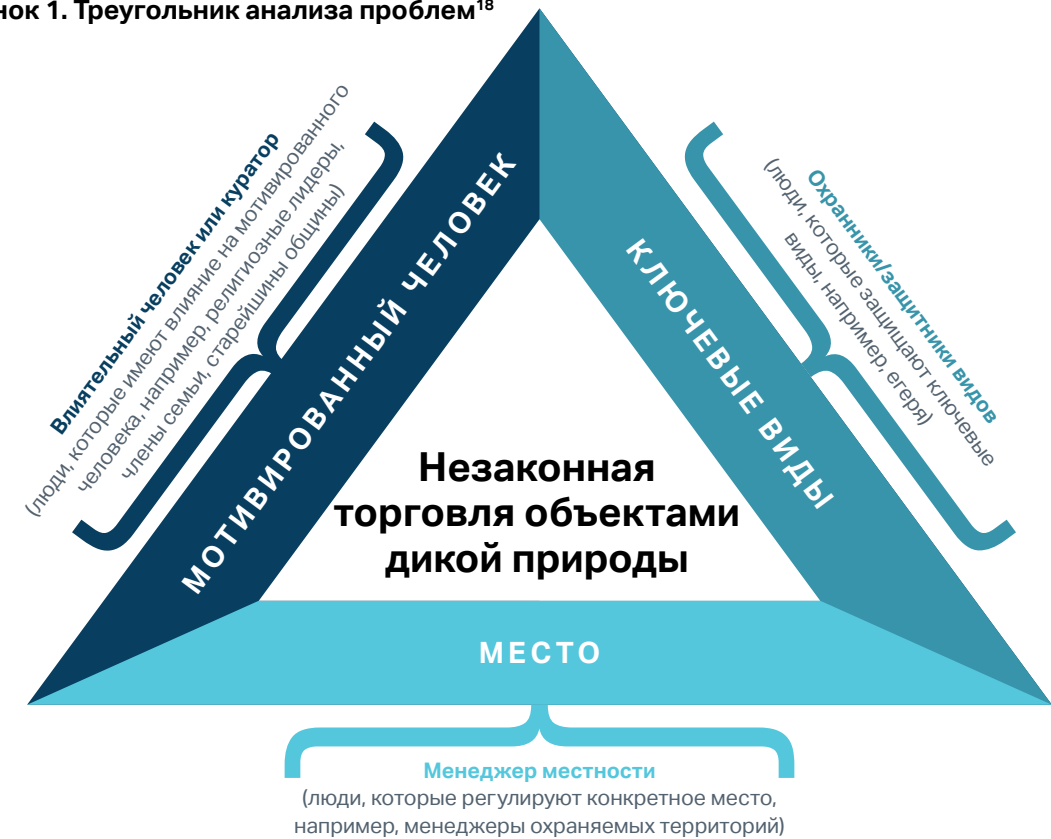 нок 1. Треугольник анализа проблем¹⁸
Влиятельный человек или куратор
(люди, которые имеют влияние на мотивированного
человека, например, религиозные лидеры,
члены семьи, старейшины общины)
МОТИВИРОВАННЫЙ ЧЕЛОВЕК
КЛЮЧЕВЫЕ ВИДЫ
Охранники/защитники видов
(люди, которые защищают ключевые
виды, например, егеря)
Незаконная
торговля объектами
дикой природы
МЕСТО
Менеджер местности
(люди, которые регулируют конкретное место,
например, менеджеры охраняемых территорий)